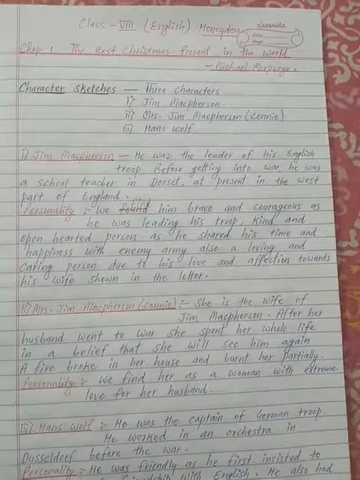 Class - VIII (English) Honeydew
Date
Page
Chap 1. The Best Christmas Present in the World
- Michael Morpurgo.
Character sketches - Three characters
i) Jim Macpherson.
ii) Mrs. Jim Macpherson (Connie)
iii) Hans Wolf.
i) Jim Macpherson - He was the leader of his English
troop. Before getting into war, he was
a school teacher in Dorset, at present in the west
part of England.
Personality :- We found him brave and courageous as
he was leading his troop, Kind and
open hearted person as he shared his time and
happiness with enemy army also a loving and
caring person due to his love and affection towards
his wife shown in the letter.
ii) Mrs. Jim Macpherson (Connie) :- She is the wife of
Jim Macpherson. After her
husband went to war she spent her whole life
in a belief that she will see him again
A fire broke in her house and burnt her partially.
Personality :- We find her as a woman with extreme
love for her husband.
iii) Hans Wolf :- He was the captain of German troop.
He worked in an orchestra in
Dusseldorf before the war.
Personality :- He was friendly as he first insisted to
friendship with English. He also had